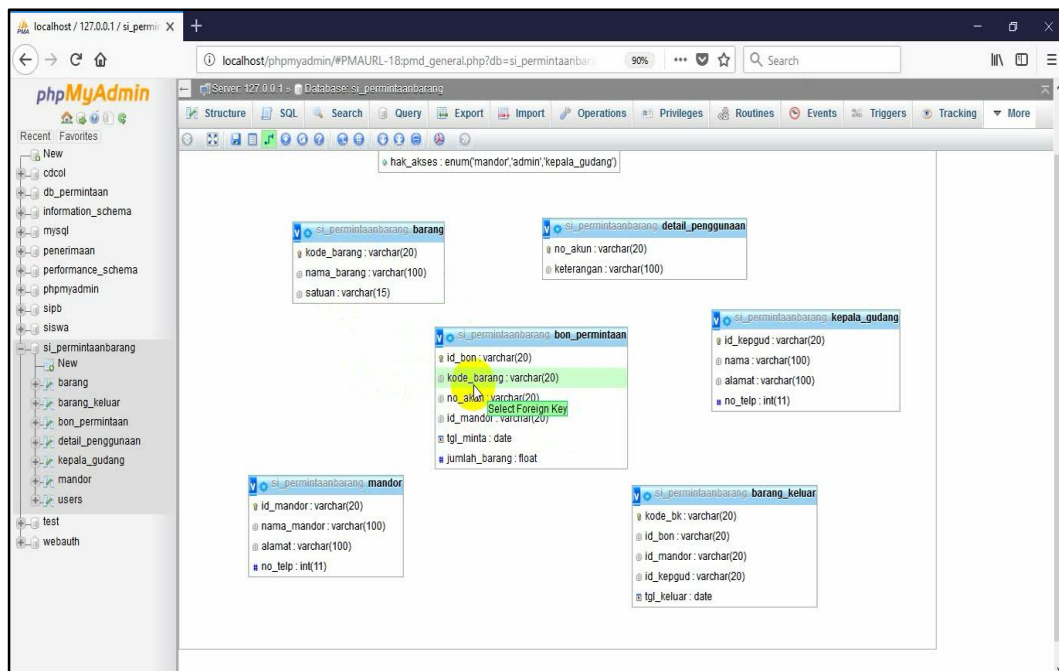 localhost / 127.0.0.1 / si_permi
localhost/phpmyadmin/#PMAURL-18:pmd_general.php?db=si_permintaanbaran
90%
Search
phpMyAdmin
Recent Favorites
New
cdcol
db_permintaan
information_schema
mysql
penerimaan
performance_schema
phpmyadmin
sipb
siswa
si_permintaanbarang
New
barang
barang_keluar
bon_permintaan
detail_penggunaan
kepala_gudang
mandor
users
test
webauth
Server: 127.0.0.1 » Database: si_permintaanbarang
Structure SQL Search Query Export Import Operations Privileges Routines Events Triggers Tracking More
hak_akses : enum('mandor','admin','kepala_gudang')
si_permintaanbarang barang
kode_barang : varchar(20)
nama_barang : varchar(100)
satuan : varchar(15)
si_permintaanbarang detail_penggunaan
no_akun : varchar(20)
keterangan : varchar(100)
si_permintaanbarang bon_permintaan
id_bon : varchar(20)
kode_barang : varchar(20)
no_akun : varchar(20)
Select Foreign Key
id_mandor : varchar(20)
tgl_minta : date
jumlah_barang : float
si_permintaanbarang kepala_gudang
id_kepgud : varchar(20)
nama : varchar(100)
alamat : varchar(100)
no_telp : int(11)
si_permintaanbarang mandor
id_mandor : varchar(20)
nama_mandor : varchar(100)
alamat : varchar(100)
no_telp : int(11)
si_permintaanbarang barang_keluar
kode_bk : varchar(20)
id_bon : varchar(20)
id_mandor : varchar(20)
id_kepgud : varchar(20)
tgl_keluar : date